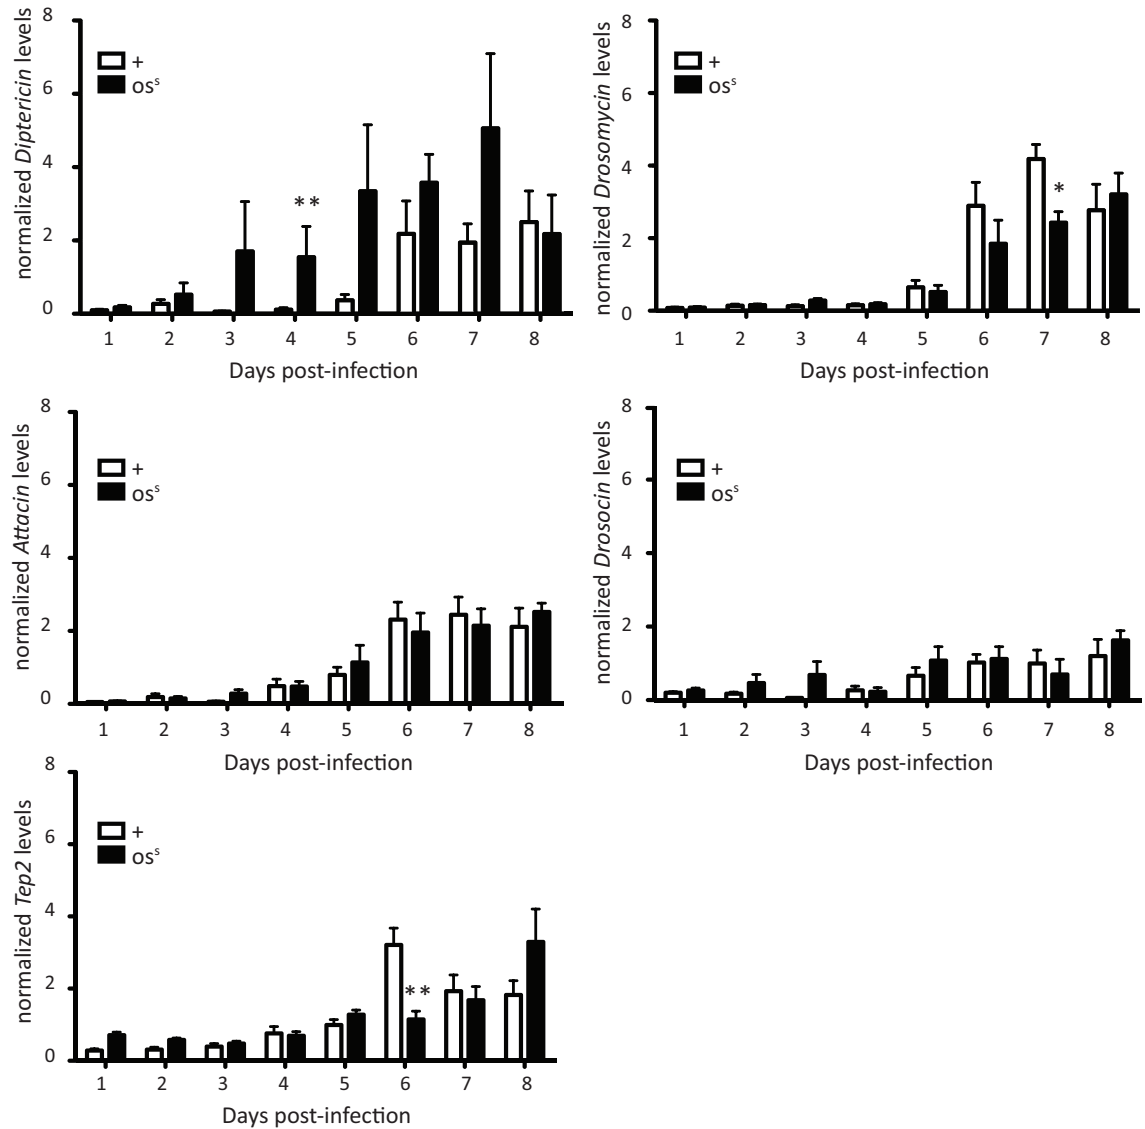 normalized Diptericin levels
8
6
4
2
0
+
osˢ
**
1 2 3 4 5 6 7 8
Days post-infection
normalized Drosomycin levels
8
6
4
2
0
+
osˢ
*
1 2 3 4 5 6 7 8
Days post-infection
normalized Attacin levels
8
6
4
2
0
+
osˢ
1 2 3 4 5 6 7 8
Days post-infection
normalized Drosocin levels
8
6
4
2
0
+
osˢ
1 2 3 4 5 6 7 8
Days post-infection
normalized Tep2 levels
8
6
4
2
0
+
osˢ
**
1 2 3 4 5 6 7 8
Days post-infection